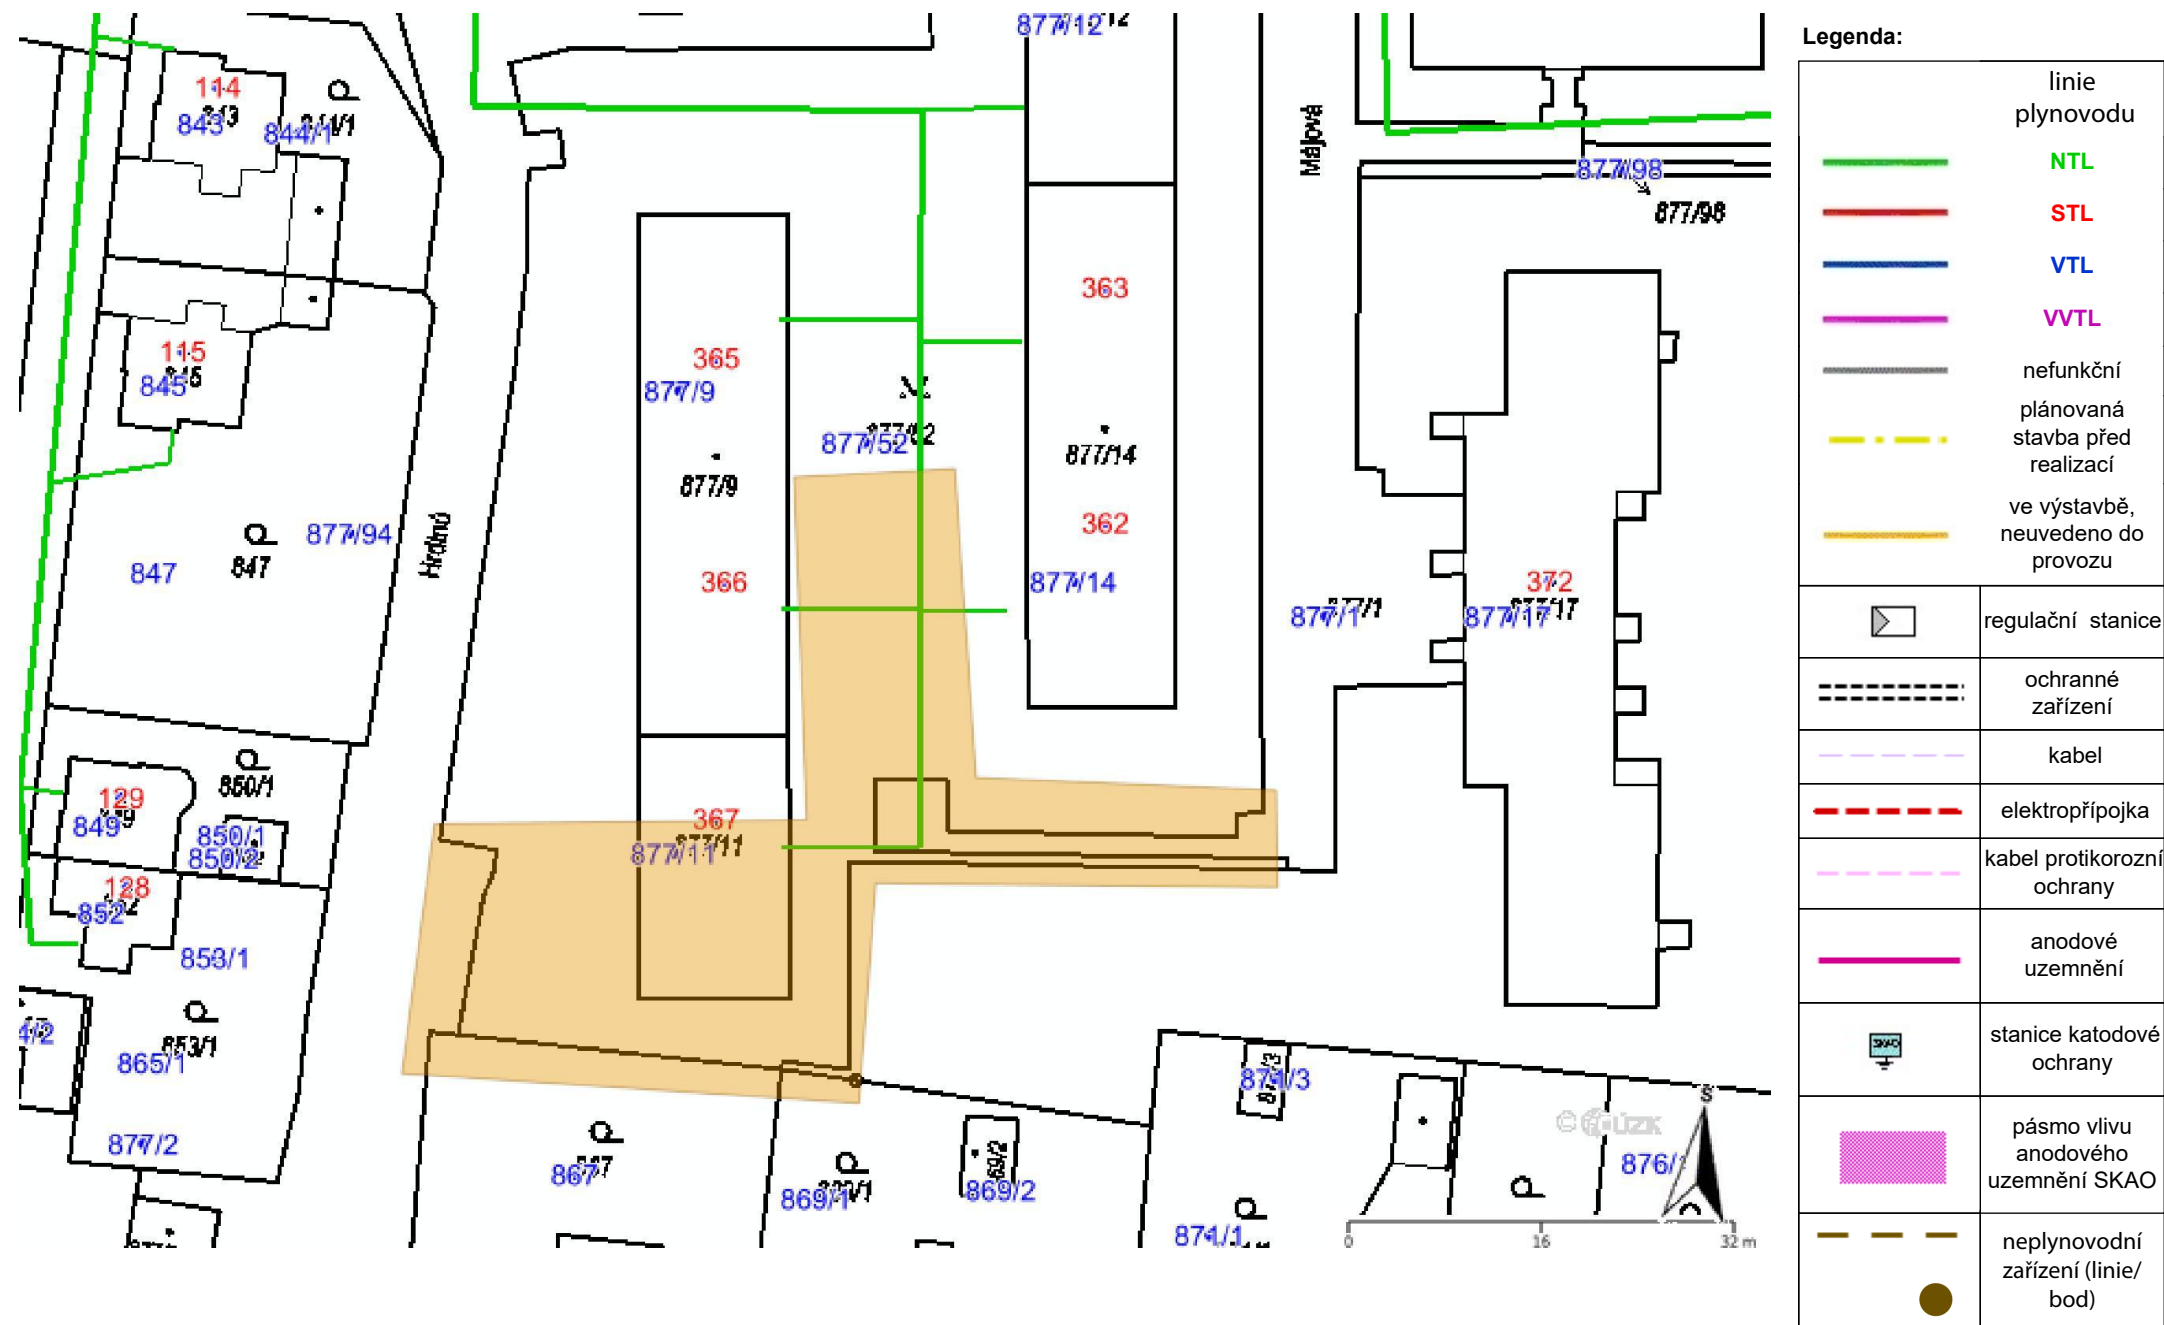 877/12
Legenda:
linie
plynovodu
NTL
STL
VTL
VVTL
nefunkční
plánovaná
stavba před
realizací
ve výstavbě,
neuvedeno do
provozu
regulační stanice
ochranné
zařízení
kabel
elektropřípojka
kabel protikorozní
ochrany
anodové
uzemnění
stanice katodové
ochrany
pásmo vlivu
anodového
uzemnění SKAO
neplynovodní
zařízení (linie/
bod)
114
843
844/1
Májová
877/98
877/98
363
115
845
365
877/9
877/52
877/14
877/9
362
877/94
847
847
Hrdinů
366
877/14
372
877/1
877/17
850/1
129
849
850/1
850/2
367
877/11
128
852
853/1
4/2
853/1
865/1
877/2
867
869/1
869/2
869/2
874/3
874/1
876/
S
0
16
32 m